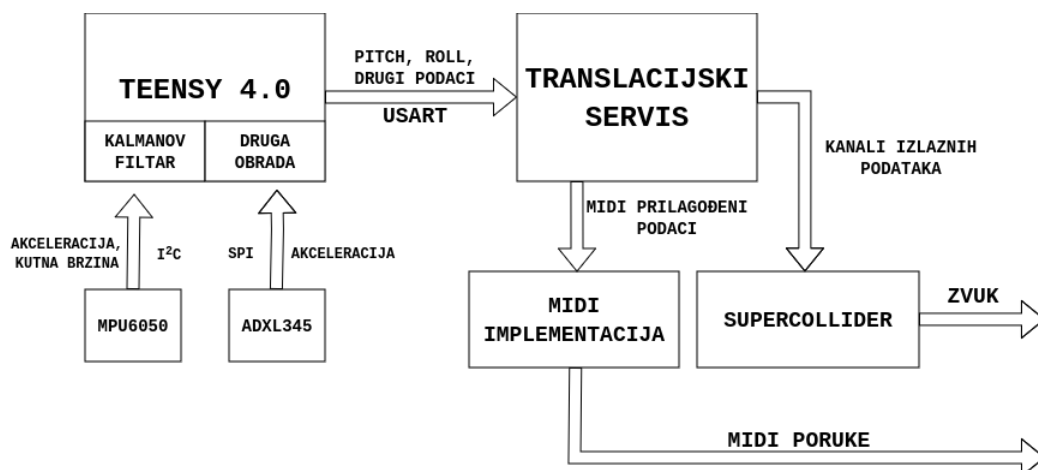 TEENSY 4.0
KALMANOV
FILTAR
DRUGA
OBRADA
PITCH, ROLL,
DRUGI PODACI
USART
TRANSLACIJSKI
SERVIS
KANALI IZLAZNIH
PODATAKA
MIDI PRILAGOĐENI
PODACI
AKCELERACIJA,
KUTNA BRZINA
I²C
SPI
AKCELERACIJA
MPU6050
ADXL345
MIDI
IMPLEMENTACIJA
SUPERCOLLIDER
ZVUK
MIDI PORUKE